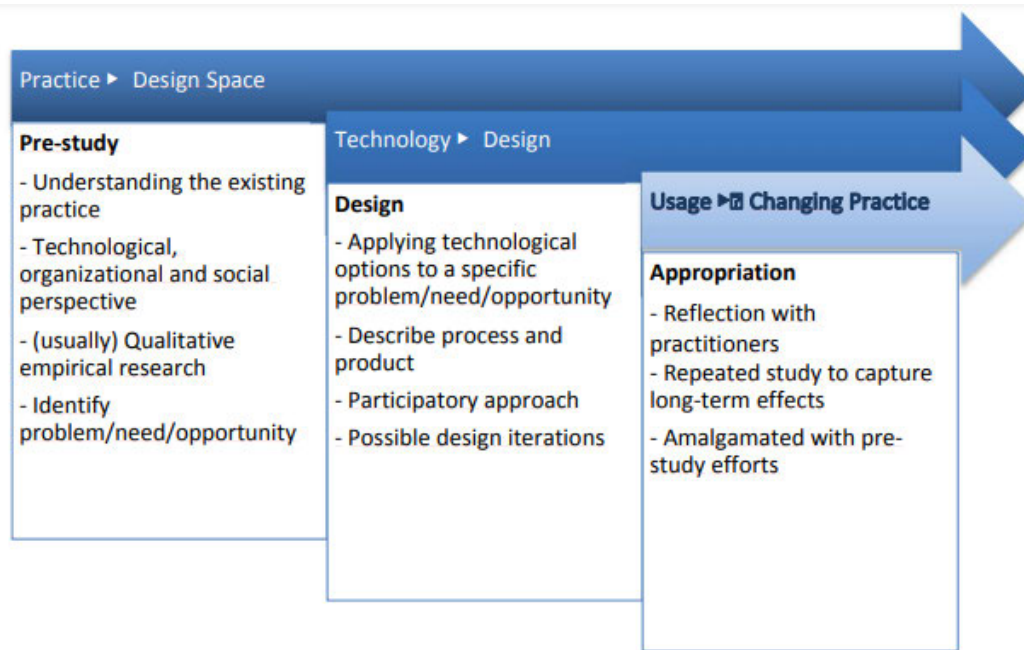 Practice ▸ Design Space
Pre-study
- Understanding the existing
practice
- Technological,
organizational and social
perspective
- (usually) Qualitative
empirical research
- Identify
problem/need/opportunity
Technology ▸ Design
Design
- Applying technological
options to a specific
problem/need/opportunity
- Describe process and
product
- Participatory approach
- Possible design iterations
Usage ▸⍰ Changing Practice
Appropriation
- Reflection with
practitioners
- Repeated study to capture
long-term effects
- Amalgamated with pre-
study efforts